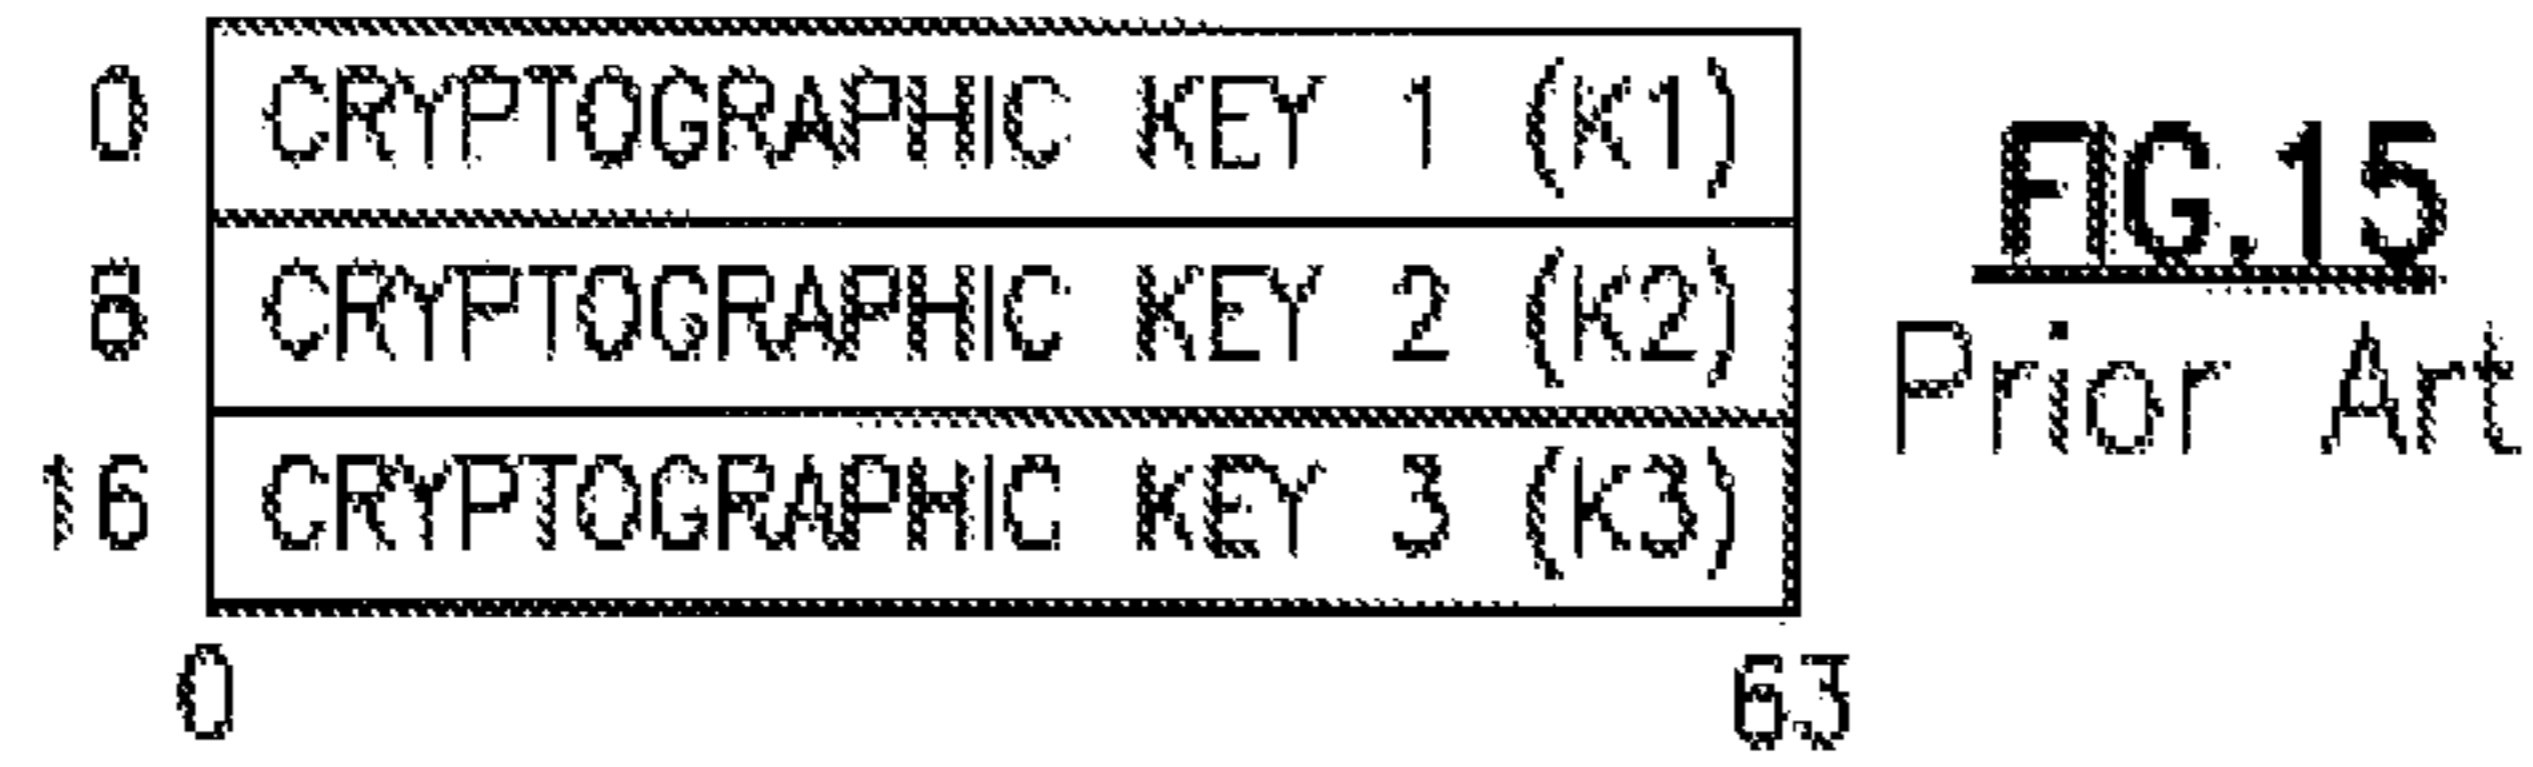 0 CRYPTOGRAPHIC KEY 1 (K1)
8 CRYPTOGRAPHIC KEY 2 (K2)
16 CRYPTOGRAPHIC KEY 3 (K3)
0 63
FIG.15
Prior Art